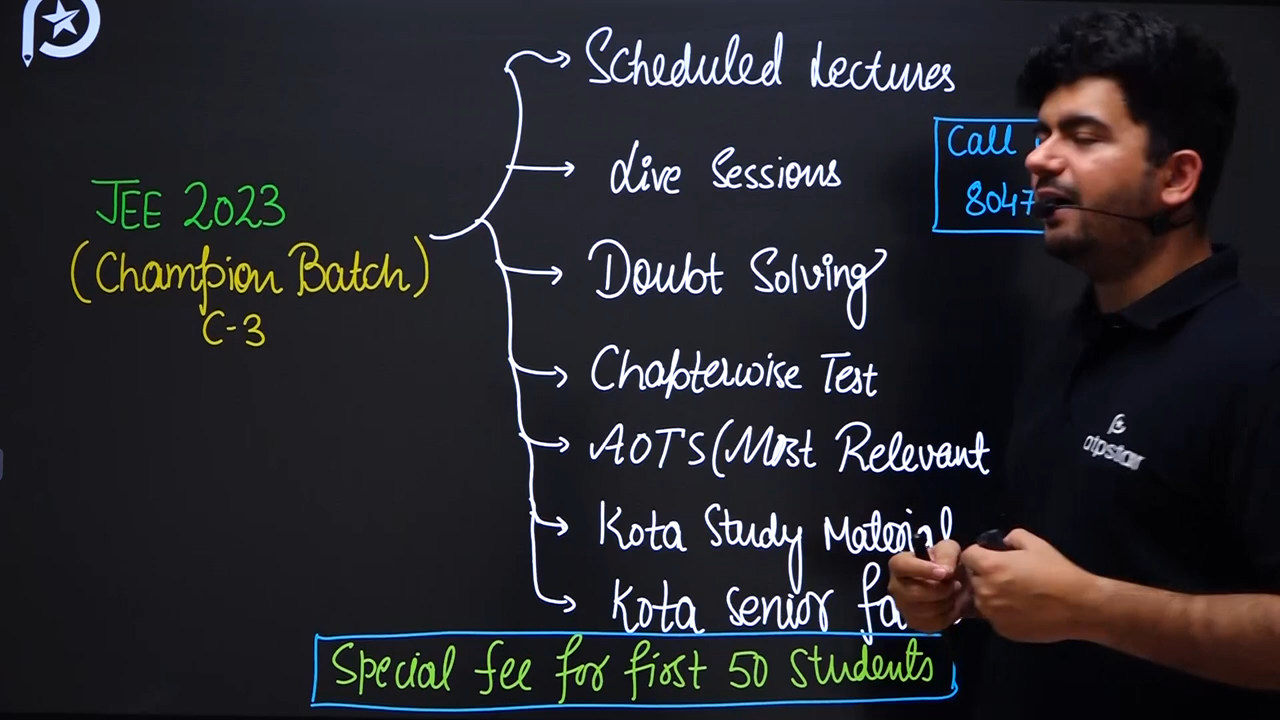 JEE 2023
(Champion Batch)
C-3
Scheduled Lectures
Live Sessions
Doubt Solving
Chapterwise Test
AOTS (Most Relevant
Kota Study Material
Kota Senior fa
Call
8047
Special fee for first 50 Students
atpstar